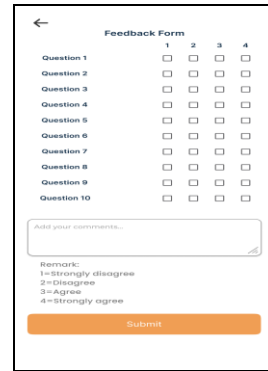 Feedback Form
1 2 3 4
Question 1
Question 2
Question 3
Question 4
Question 5
Question 6
Question 7
Question 8
Question 9
Question 10
Add your comments..
Remark:
1=Strongly disagree
2=Disagree
3=Agree
4=Strongly agree
Submit